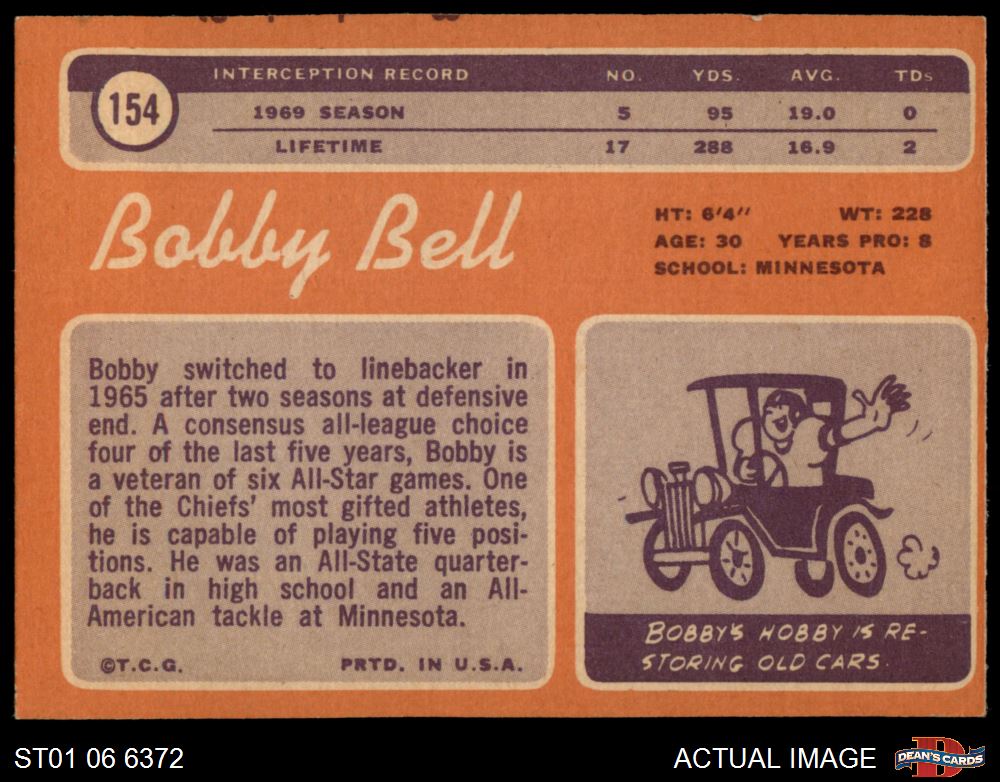 154
INTERCEPTION RECORD NO. YDS. AVG. TDs
1969 SEASON 5 95 19.0 0
LIFETIME 17 288 16.9 2
Bobby Bell
HT: 6'4" WT: 228
AGE: 30 YEARS PRO: 8
SCHOOL: MINNESOTA
Bobby switched to linebacker in
1965 after two seasons at defensive
end. A consensus all-league choice
four of the last five years, Bobby is
a veteran of six All-Star games. One
of the Chiefs' most gifted athletes,
he is capable of playing five posi-
tions. He was an All-State quarter-
back in high school and an All-
American tackle at Minnesota.
©T.C.G. PRTD. IN U.S.A.
BOBBY'S HOBBY IS RE-
STORING OLD CARS.
ST01 06 6372
ACTUAL IMAGE
D
DEAN'S CARDS